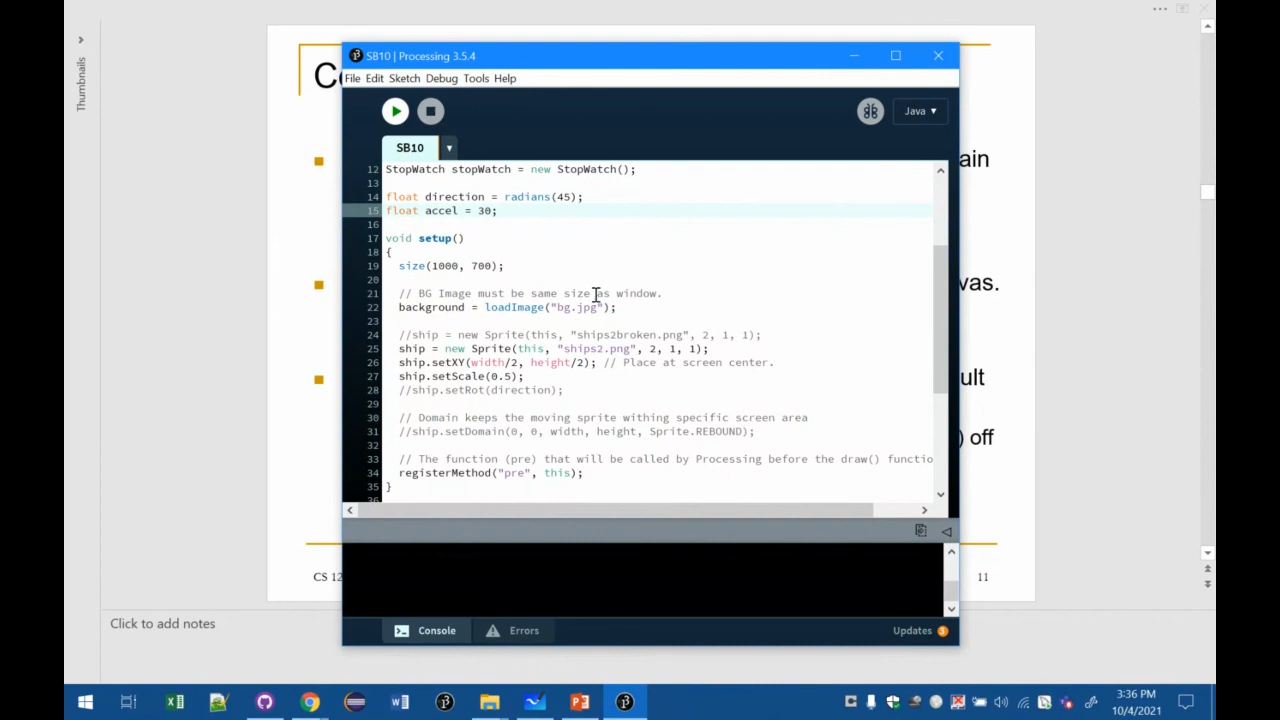 Thumbnails
C
ain
vas.
ult
) off
CS 12
11
Click to add notes
SB10 | Processing 3.5.4
File Edit Sketch Debug Tools Help
Java ▾
SB10
12 StopWatch stopWatch = new StopWatch();
13
14 float direction = radians(45);
15 float accel = 30;
16
17 void setup()
18 {
19 size(1000, 700);
20
21 // BG Image must be same size as window.
22 background = loadImage("bg.jpg");
23
24 //ship = new Sprite(this, "ships2broken.png", 2, 1, 1);
25 ship = new Sprite(this, "ships2.png", 2, 1, 1);
26 ship.setXY(width/2, height/2); // Place at screen center.
27 ship.setScale(0.5);
28 //ship.setRot(direction);
29
30 // Domain keeps the moving sprite withing specific screen area
31 //ship.setDomain(0, 0, width, height, Sprite.REBOUND);
32
33 // The function (pre) that will be called by Processing before the draw() functio
34 registerMethod("pre", this);
35 }
36
Console
Errors
Updates 3
3:36 PM
10/4/2021